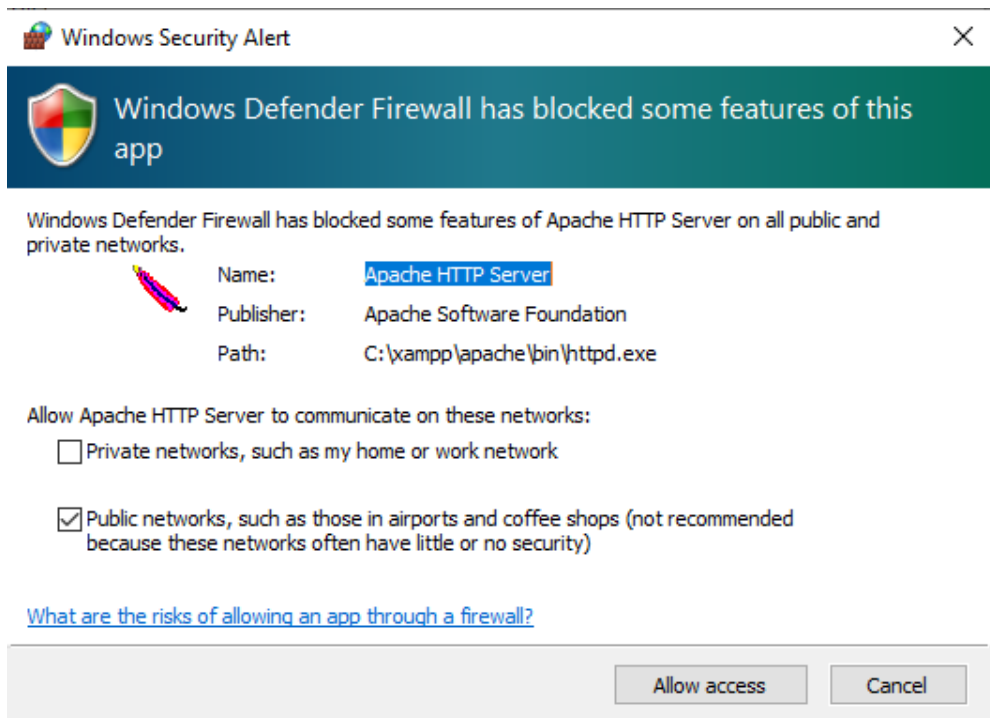 Windows Security Alert
Windows Defender Firewall has blocked some features of this
app
Windows Defender Firewall has blocked some features of Apache HTTP Server on all public and
private networks.
Name: Apache HTTP Server
Publisher: Apache Software Foundation
Path: C:\xampp\apache\bin\httpd.exe
Allow Apache HTTP Server to communicate on these networks:
Private networks, such as my home or work network
Public networks, such as those in airports and coffee shops (not recommended
because these networks often have little or no security)
What are the risks of allowing an app through a firewall?
Allow access Cancel